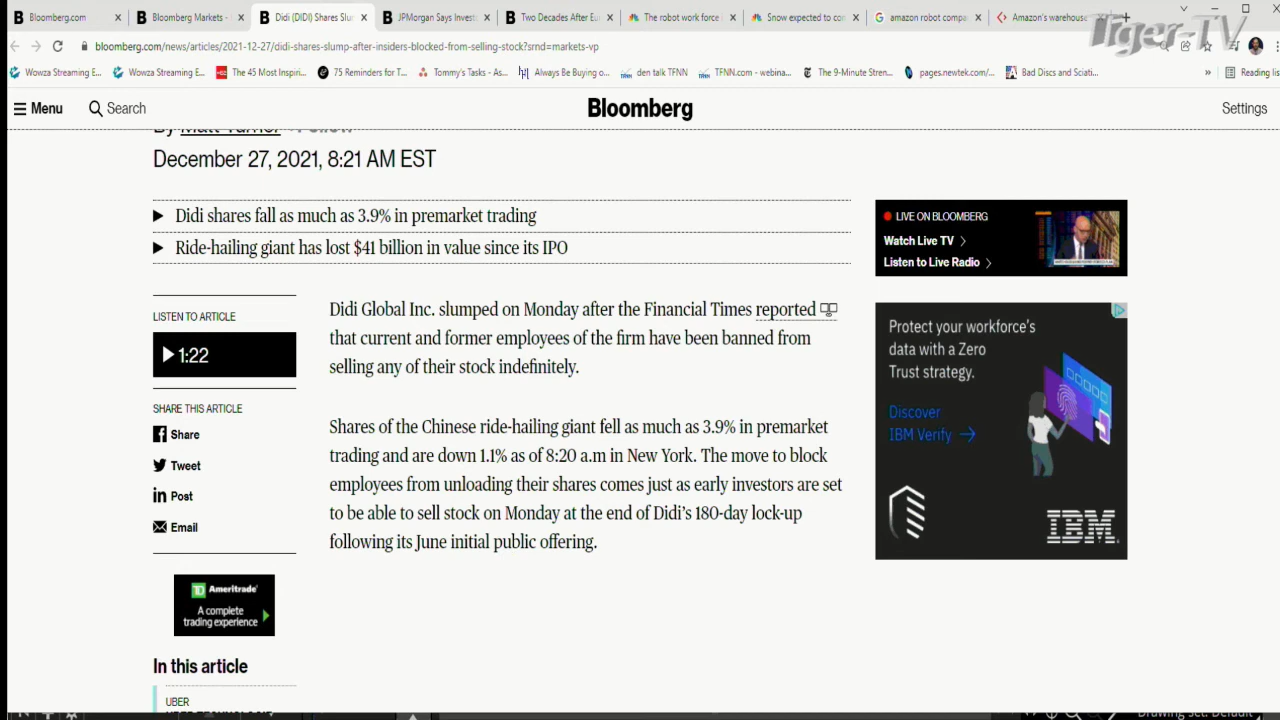 Bloomberg.com
Bloomberg Markets -
Didi (DIDI) Shares Slum
JPMorgan Says Invest
Two Decades After Eu
The robot work force i
Snow expected to con
amazon robot compa
Amazon's warehouse
Tiger-TV
bloomberg.com/news/articles/2021-12-27/didi-shares-slump-after-insiders-blocked-from-selling-stock?srnd=markets-vp
Wowza Streaming E...
Wowza Streaming E...
The 45 Most Inspiri...
75 Reminders for T...
Tommy's Tasks - As...
Always Be Buying o...
den talk TFNN
TFNN.com - webina...
The 9-Minute Stren...
pages.newtek.com/...
Bad Discs and Sciati...
»
Reading lis
Menu
Search
Bloomberg
Settings
By Matt Turner
December 27, 2021, 8:21 AM EST
Didi shares fall as much as 3.9% in premarket trading
Ride-hailing giant has lost $41 billion in value since its IPO
LIVE ON BLOOMBERG
Watch Live TV >
Listen to Live Radio >
LISTEN TO ARTICLE
1:22
SHARE THIS ARTICLE
Share
Tweet
Post
Email
Didi Global Inc. slumped on Monday after the Financial Times reported
that current and former employees of the firm have been banned from
selling any of their stock indefinitely.
Shares of the Chinese ride-hailing giant fell as much as 3.9% in premarket
trading and are down 1.1% as of 8:20 a.m in New York. The move to block
employees from unloading their shares comes just as early investors are set
to be able to sell stock on Monday at the end of Didi's 180-day lock-up
following its June initial public offering.
Protect your workforce's
data with a Zero
Trust strategy.
Discover
IBM Verify →
IBM.
TD Ameritrade
A complete
trading experience
In this article
UBER
Drawing Set: Default